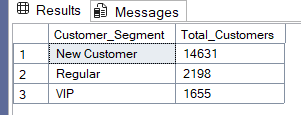 Results Messages
Customer_Segment Total_Customers
1 New Customer 14631
2 Regular 2198
3 VIP 1655